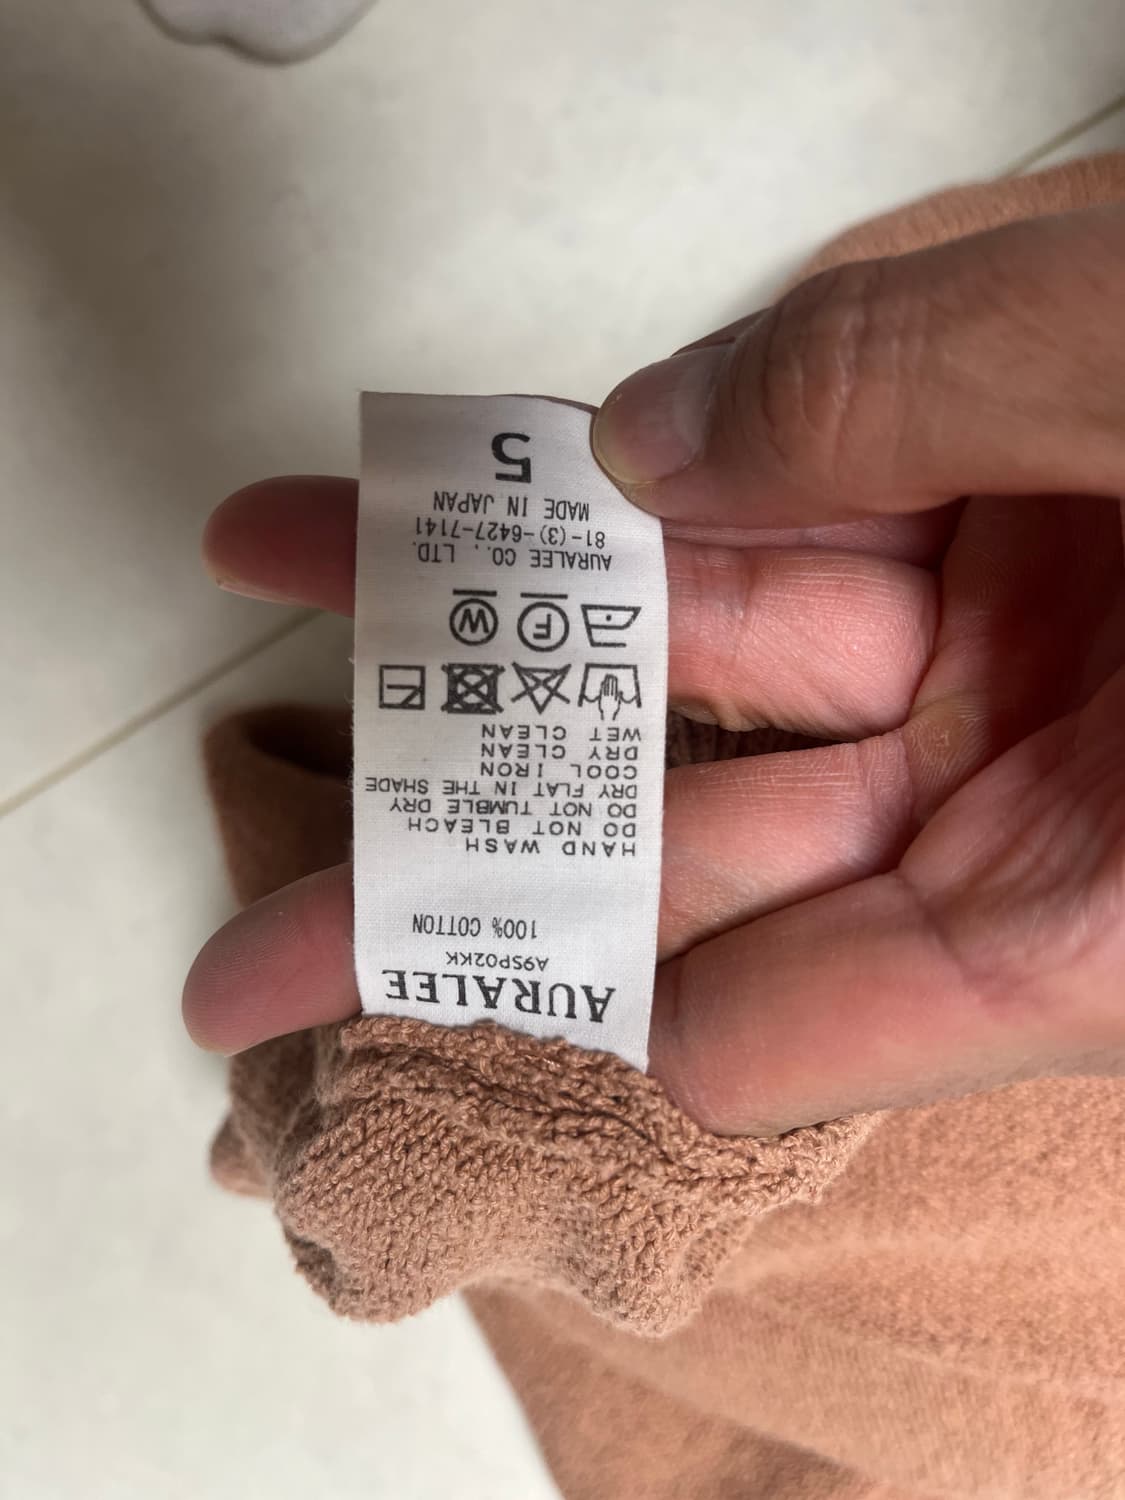 AURALEE
A9SP02KK
100% COTTON
HAND WASH
DO NOT BLEACH
DO NOT TUMBLE DRY
DRY FLAT IN THE SHADE
COOL IRON
DRY CLEAN
WET CLEAN
F W
AURALEE CO., LTD.
81-(3)-6427-7141
MADE IN JAPAN
5